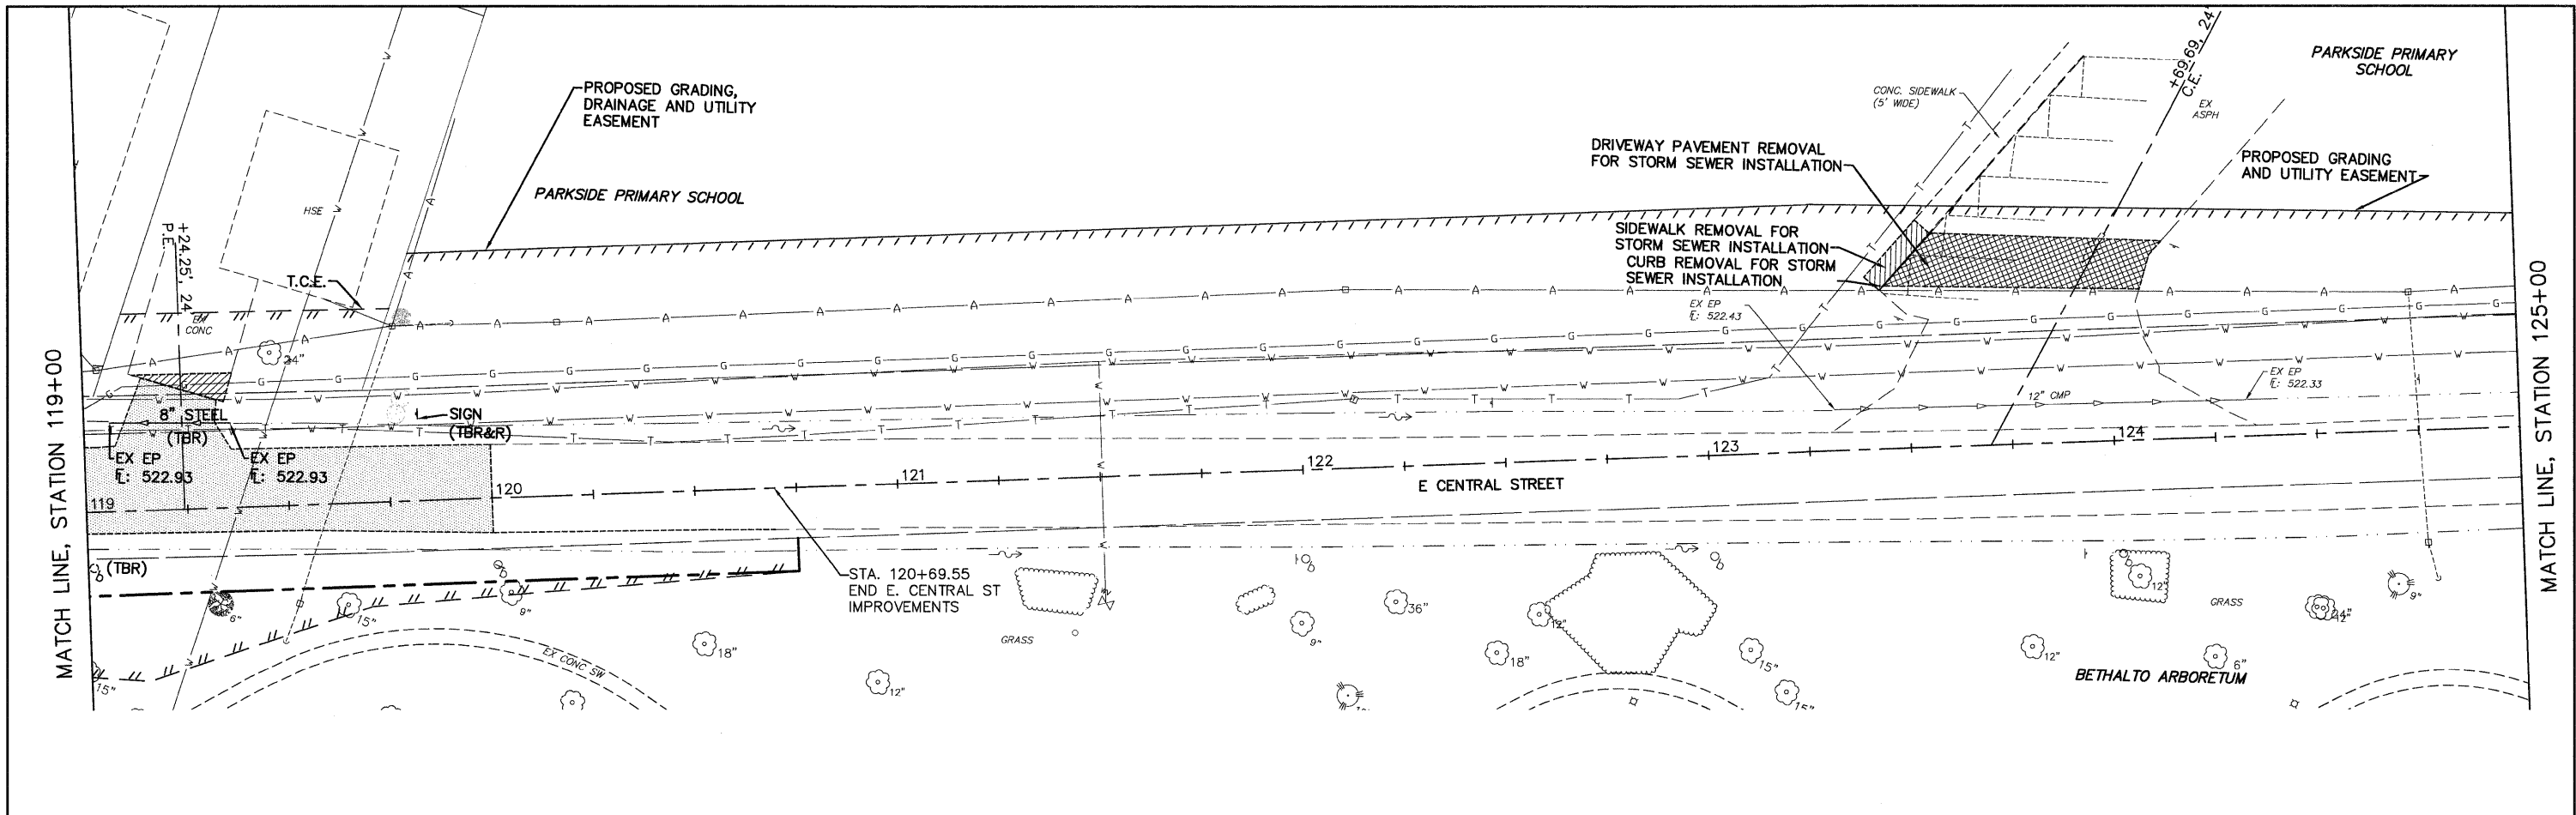 MATCH LINE, STATION 119+00
PROPOSED GRADING,
DRAINAGE AND UTILITY
EASEMENT
PARKSIDE PRIMARY SCHOOL
HSE
+24.25', 24'
P.E.
T.C.E.
EX
CONC
24"
8" STEEL
(TBR)
SIGN
(TBR&R)
EX EP
FL: 522.93
EX EP
FL: 522.93
119
120
121
122
123
124
E CENTRAL STREET
STA. 120+69.55
END E. CENTRAL ST
IMPROVEMENTS
(TBR)
6"
15"
15"
9"
EX CONC SW
18"
12"
GRASS
9"
36"
18"
12"
15"
15"
12"
12"
6"
GRASS
9"
BETHALTO ARBORETUM
CONC. SIDEWALK
(5' WIDE)
DRIVEWAY PAVEMENT REMOVAL
FOR STORM SEWER INSTALLATION
SIDEWALK REMOVAL FOR
STORM SEWER INSTALLATION
CURB REMOVAL FOR STORM
SEWER INSTALLATION
EX EP
FL: 522.43
12" CMP
EX EP
FL: 522.33
+69.69, 24'
C.E.
EX
ASPH
PARKSIDE PRIMARY
SCHOOL
PROPOSED GRADING
AND UTILITY EASEMENT
MATCH LINE, STATION 125+00